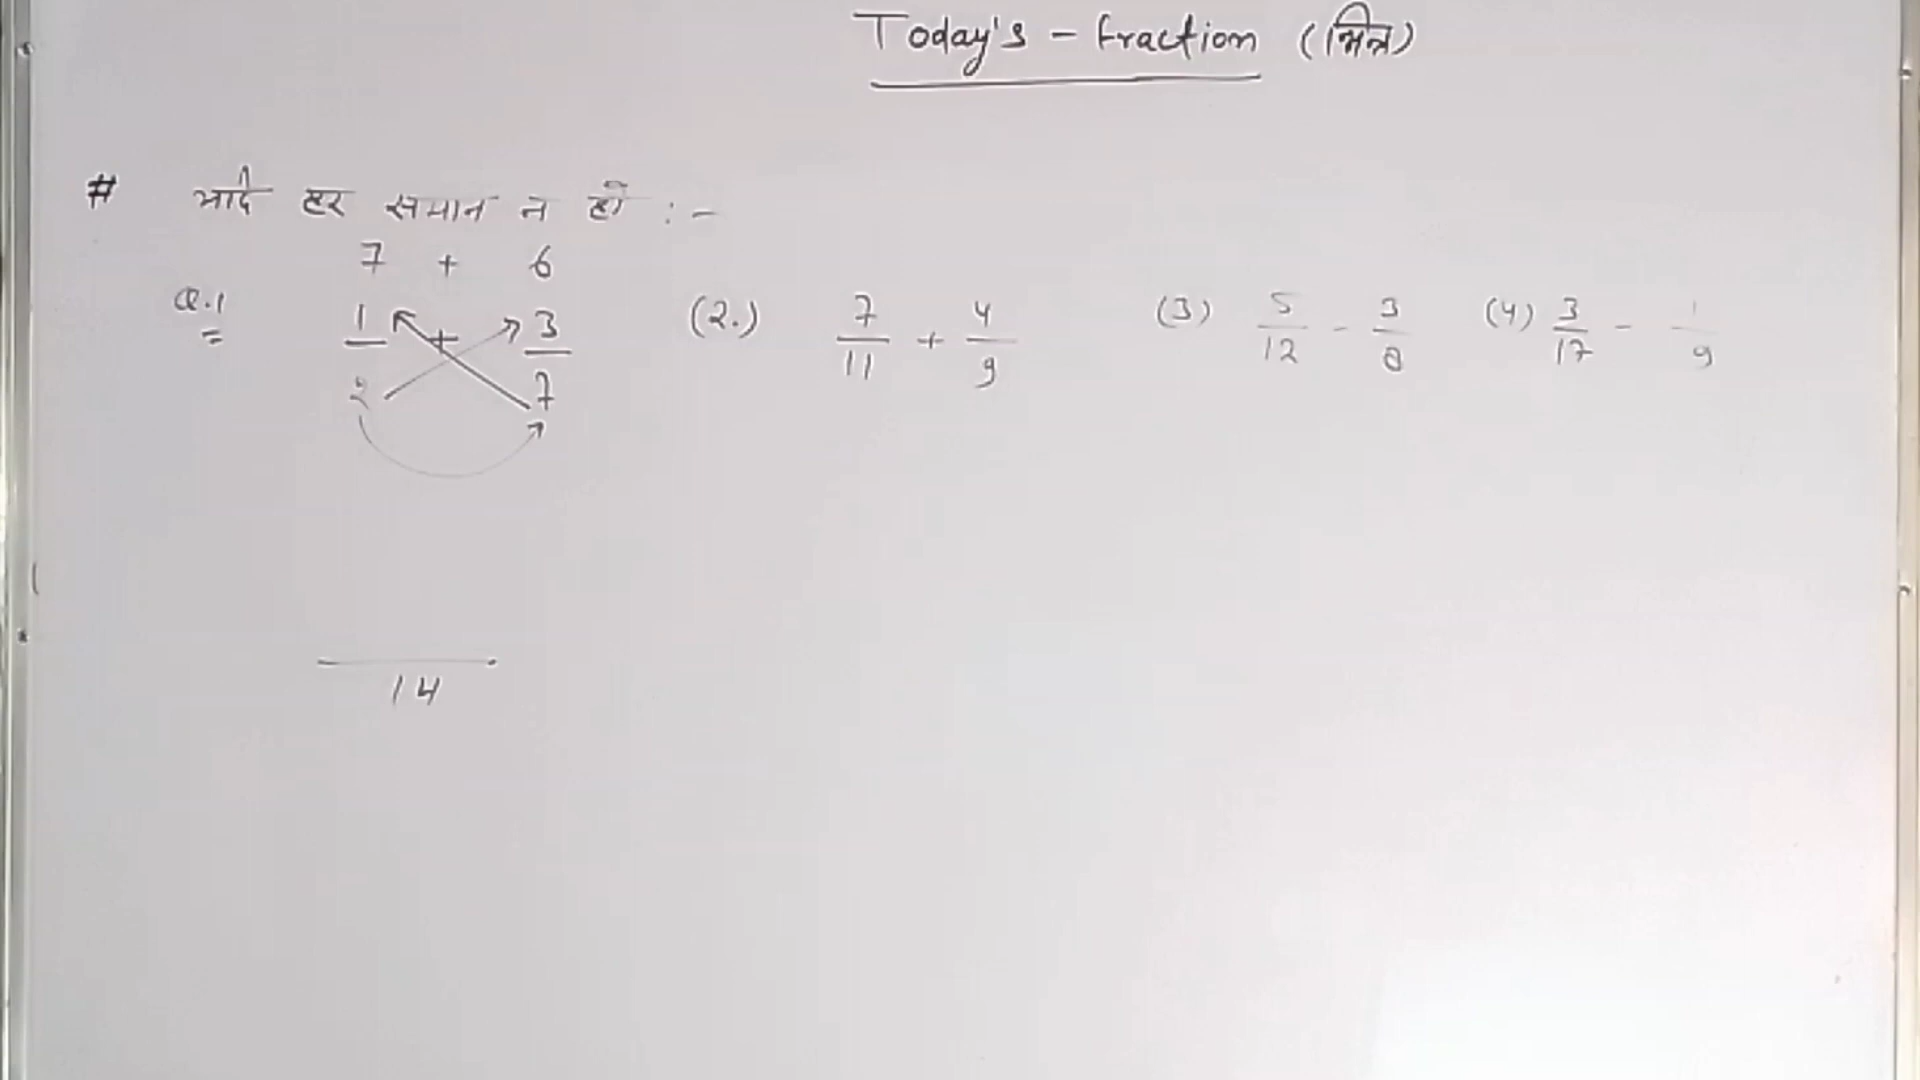 Today's - fraction (भिन्न)
# यदि हर समान न हो :-
7 + 6
Q.1 1/2 + 3/7 (2.) 7/11 + 4/9 (3) 5/12 - 3/8 (4) 3/17 - 1/9
14